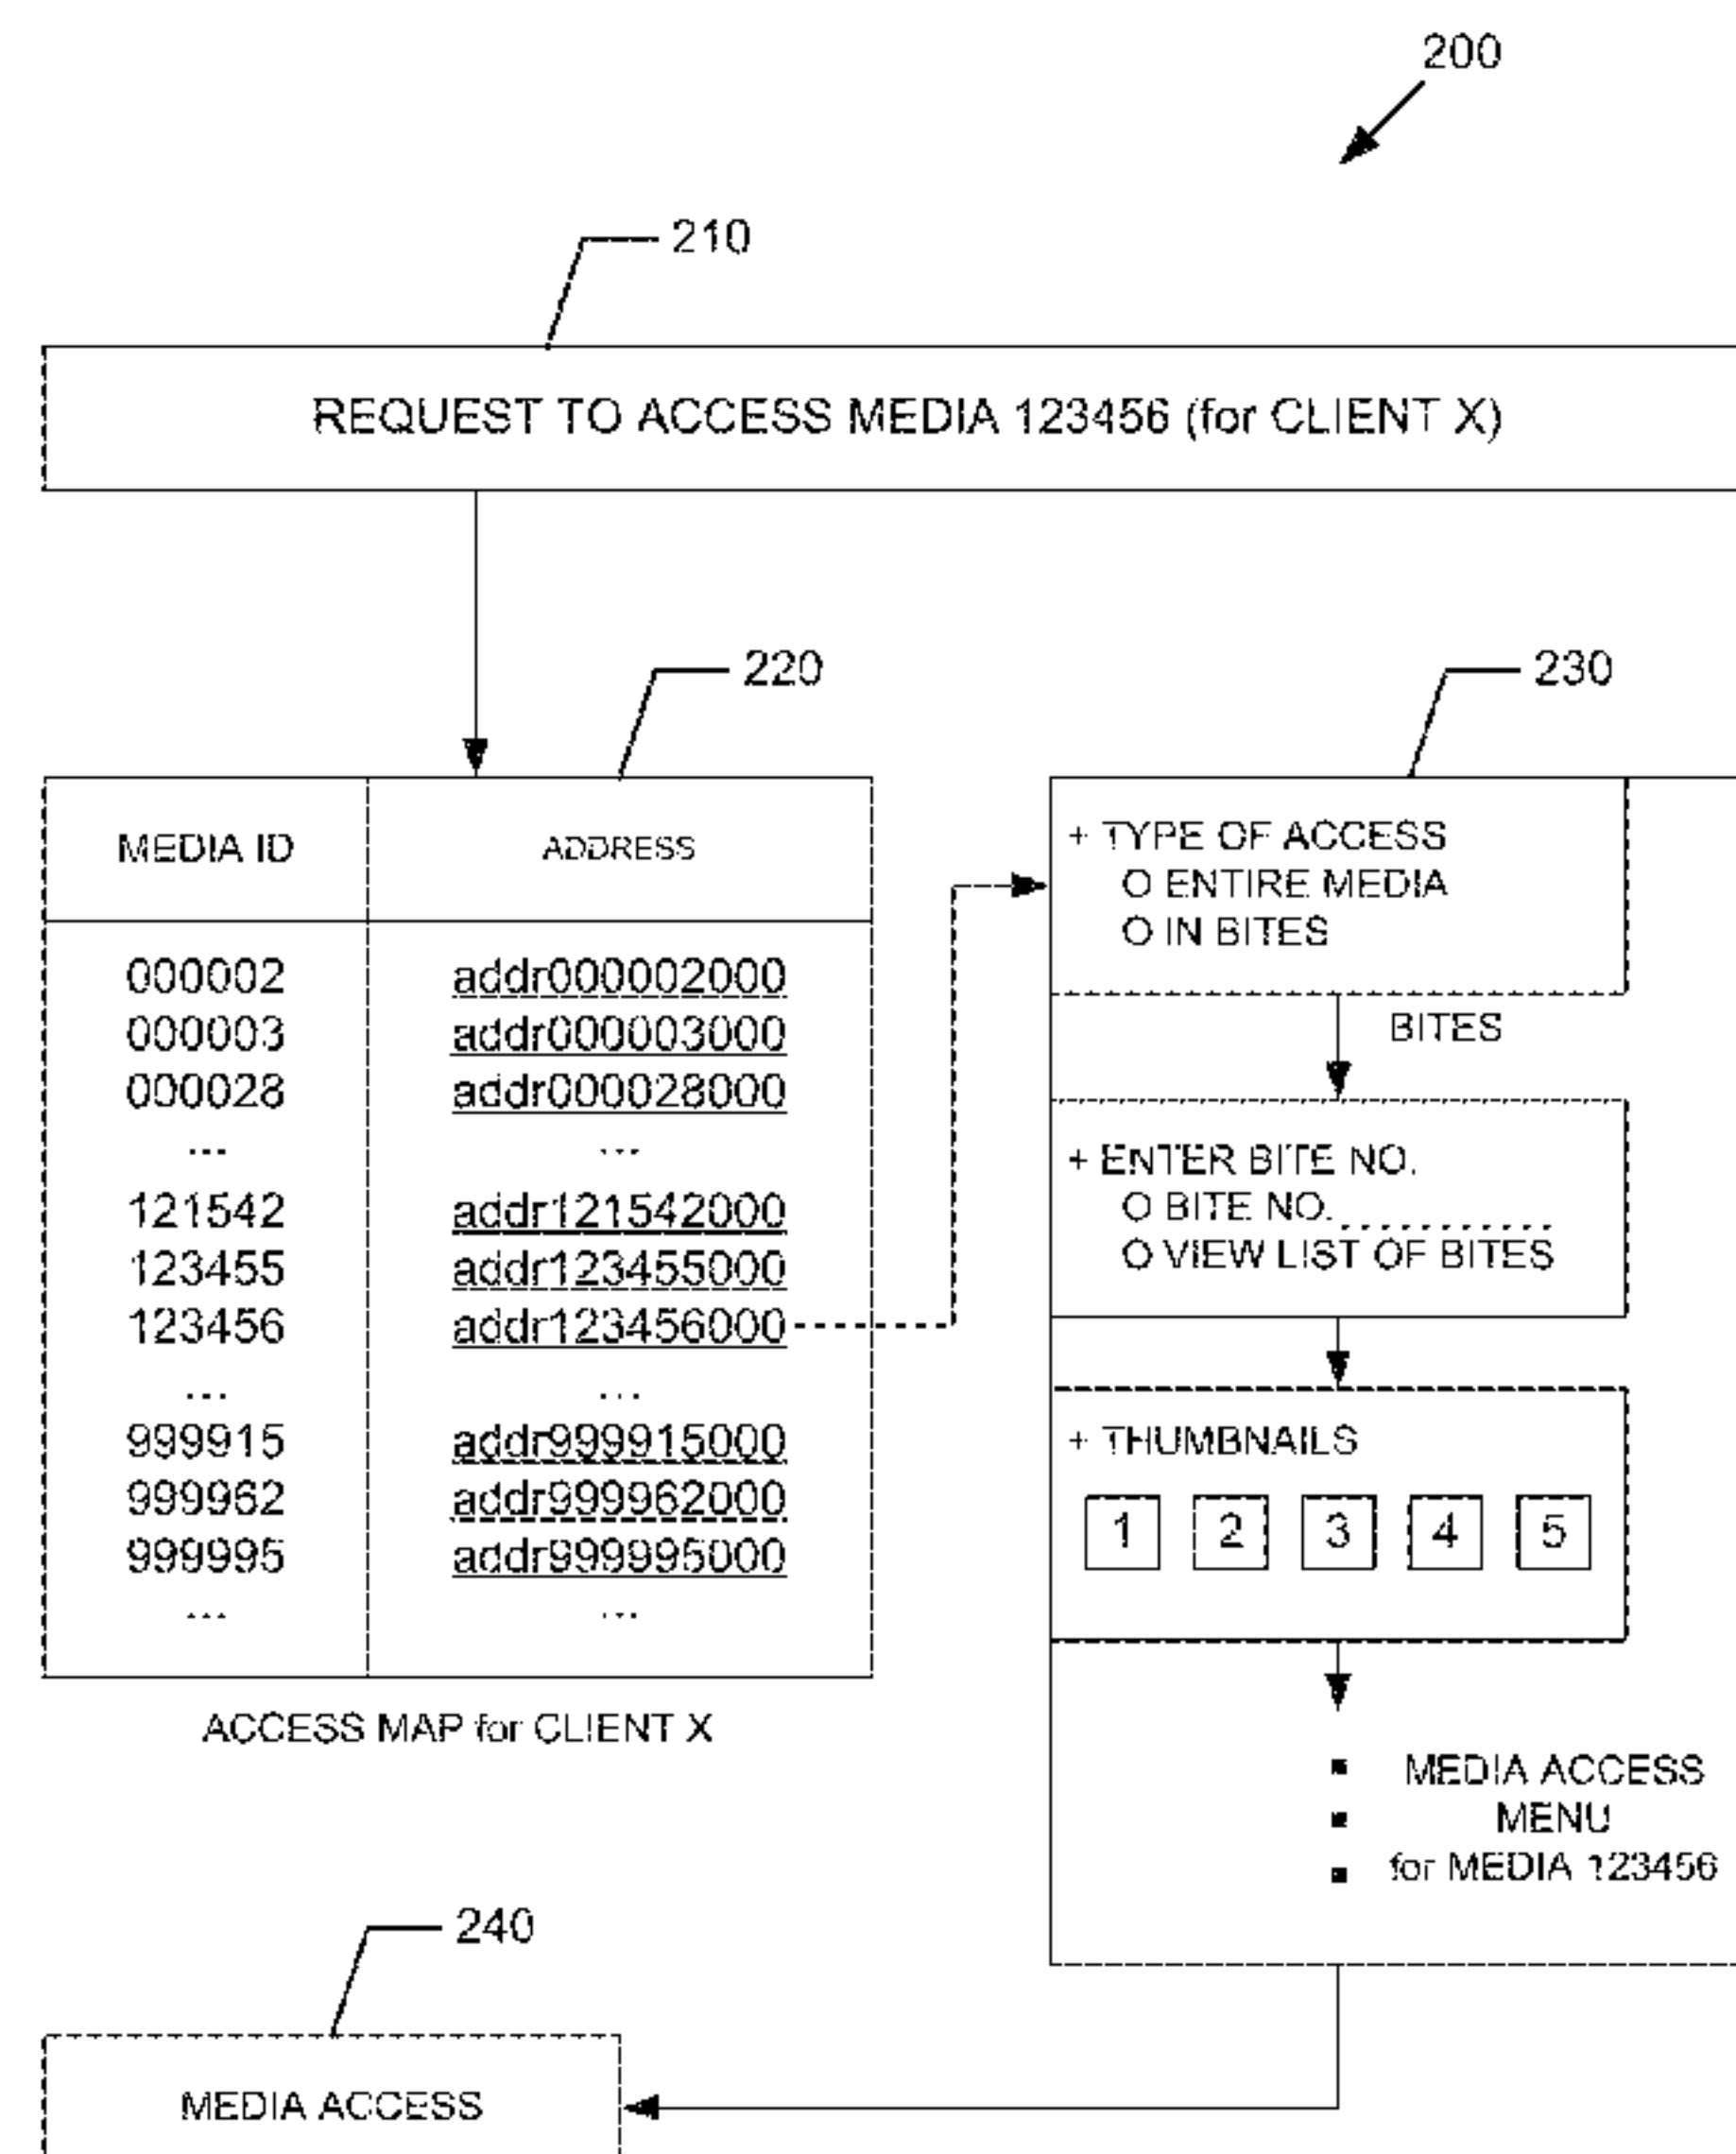 200
210
REQUEST TO ACCESS MEDIA 123456 (for CLIENT X)
220
MEDIA ID ADDRESS
000002 addr000002000
000003 addr000003000
000028 addr000028000
... ...
121542 addr121542000
123455 addr123455000
123456 addr123456000
... ...
999915 addr999915000
999962 addr999962000
999995 addr999995000
... ...
ACCESS MAP for CLIENT X
230
+ TYPE OF ACCESS
O ENTIRE MEDIA
O IN BITES
BITES
+ ENTER BITE NO.
O BITE NO. ...........
O VIEW LIST OF BITES
+ THUMBNAILS
1 2 3 4 5
MEDIA ACCESS
MENU
for MEDIA 123456
240
MEDIA ACCESS